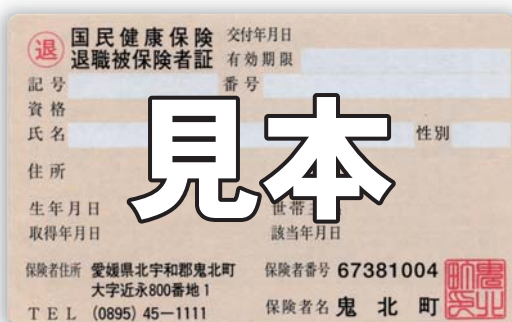 退 国民健康保険 交付年月日
退職被保険者証 有効期限
記号 番号
資格
氏名 性別
見本
住所
生年月日 世帯主
取得年月日 該当年月日
保険者住所 愛媛県北宇和郡鬼北町 保険者番号 67381004
大字近永800番地1
TEL (0895) 45-1111 保険者名 鬼北町